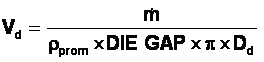 V_d = ṁ / (ρ_prom x DIE GAP x π x D_d)